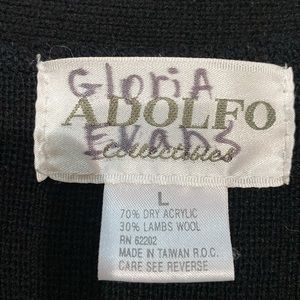 GloriA
ADOLFO
EVANS
Collectibles
L
70% DRY ACRYLIC
30% LAMBS WOOL
RN 62202
MADE IN TAIWAN R.O.C.
CARE SEE REVERSE